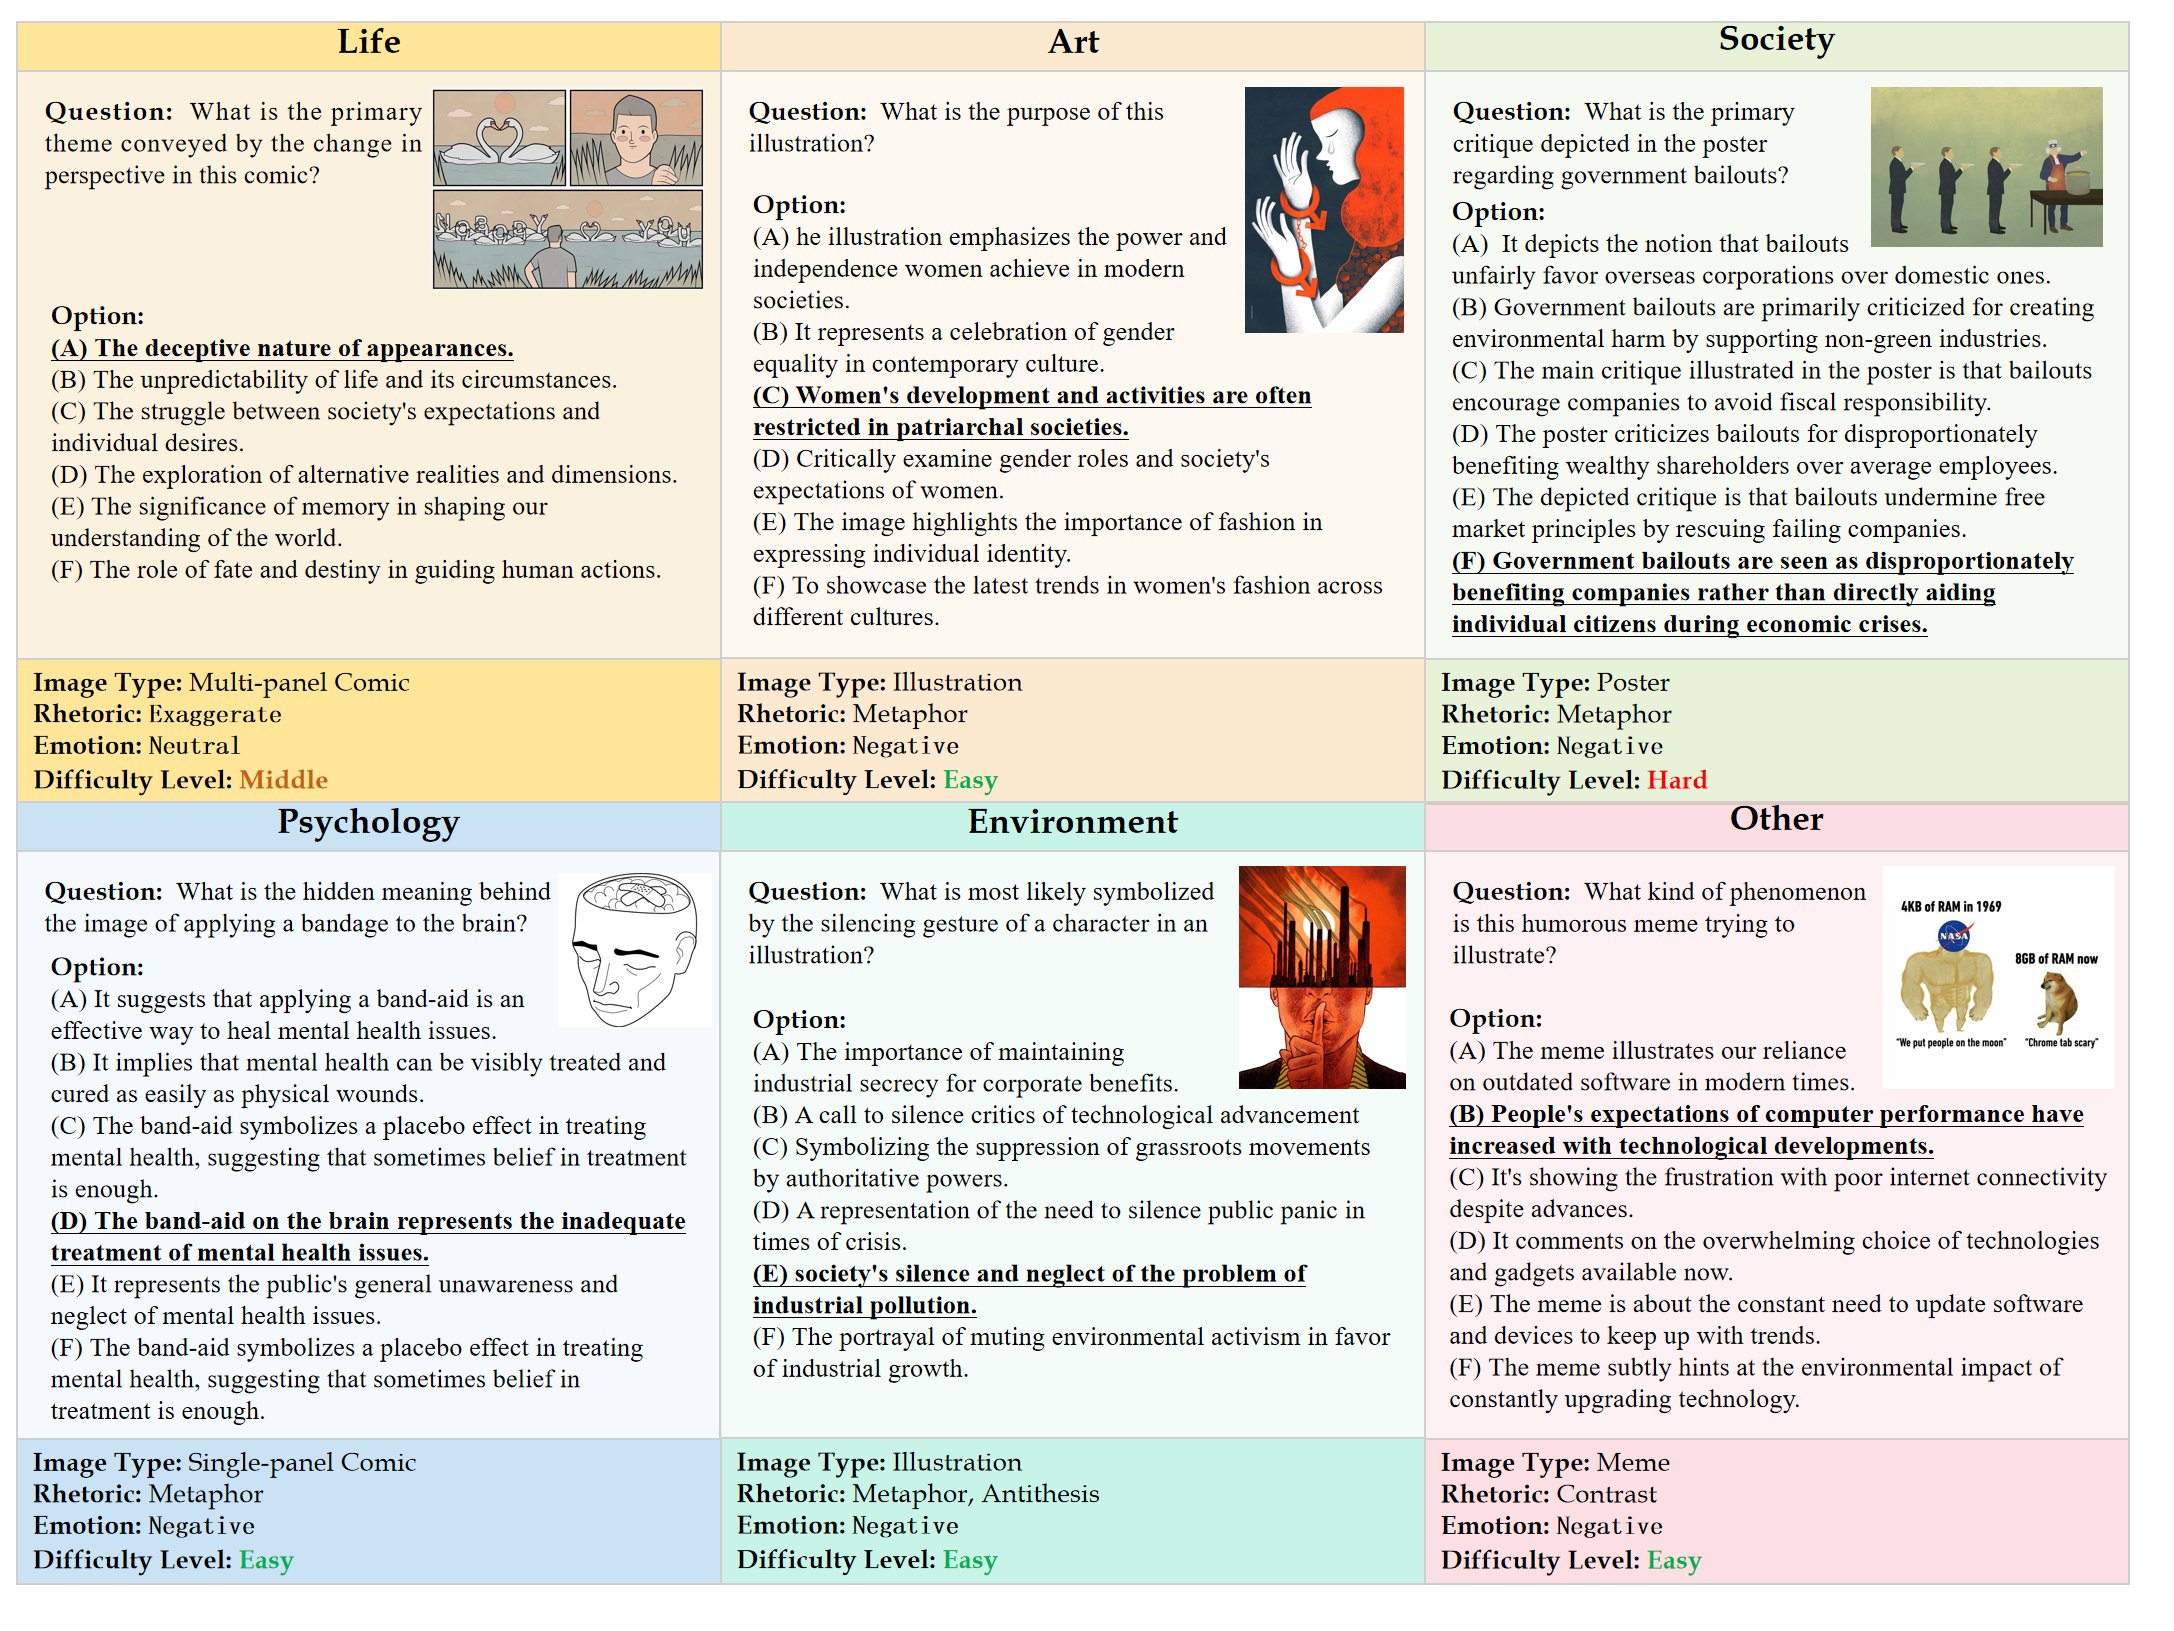 Life
Question: What is the primary
theme conveyed by the change in
perspective in this comic?
NOBODY
YOU
Option:
(A) The deceptive nature of appearances.
(B) The unpredictability of life and its circumstances.
(C) The struggle between society's expectations and
individual desires.
(D) The exploration of alternative realities and dimensions.
(E) The significance of memory in shaping our
understanding of the world.
(F) The role of fate and destiny in guiding human actions.
Image Type: Multi-panel Comic
Rhetoric: Exaggerate
Emotion: Neutral
Difficulty Level: Middle
Art
Question: What is the purpose of this
illustration?
Option:
(A) he illustration emphasizes the power and
independence women achieve in modern
societies.
(B) It represents a celebration of gender
equality in contemporary culture.
(C) Women's development and activities are often
restricted in patriarchal societies.
(D) Critically examine gender roles and society's
expectations of women.
(E) The image highlights the importance of fashion in
expressing individual identity.
(F) To showcase the latest trends in women's fashion across
different cultures.
Image Type: Illustration
Rhetoric: Metaphor
Emotion: Negative
Difficulty Level: Easy
Society
Question: What is the primary
critique depicted in the poster
regarding government bailouts?
Option:
(A) It depicts the notion that bailouts
unfairly favor overseas corporations over domestic ones.
(B) Government bailouts are primarily criticized for creating
environmental harm by supporting non-green industries.
(C) The main critique illustrated in the poster is that bailouts
encourage companies to avoid fiscal responsibility.
(D) The poster criticizes bailouts for disproportionately
benefiting wealthy shareholders over average employees.
(E) The depicted critique is that bailouts undermine free
market principles by rescuing failing companies.
(F) Government bailouts are seen as disproportionately
benefiting companies rather than directly aiding
individual citizens during economic crises.
Image Type: Poster
Rhetoric: Metaphor
Emotion: Negative
Difficulty Level: Hard
Psychology
Question: What is the hidden meaning behind
the image of applying a bandage to the brain?
Option:
(A) It suggests that applying a band-aid is an
effective way to heal mental health issues.
(B) It implies that mental health can be visibly treated and
cured as easily as physical wounds.
(C) The band-aid symbolizes a placebo effect in treating
mental health, suggesting that sometimes belief in treatment
is enough.
(D) The band-aid on the brain represents the inadequate
treatment of mental health issues.
(E) It represents the public's general unawareness and
neglect of mental health issues.
(F) The band-aid symbolizes a placebo effect in treating
mental health, suggesting that sometimes belief in
treatment is enough.
Image Type: Single-panel Comic
Rhetoric: Metaphor
Emotion: Negative
Difficulty Level: Easy
Environment
Question: What is most likely symbolized
by the silencing gesture of a character in an
illustration?
Option:
(A) The importance of maintaining
industrial secrecy for corporate benefits.
(B) A call to silence critics of technological advancement
(C) Symbolizing the suppression of grassroots movements
by authoritative powers.
(D) A representation of the need to silence public panic in
times of crisis.
(E) society's silence and neglect of the problem of
industrial pollution.
(F) The portrayal of muting environmental activism in favor
of industrial growth.
Image Type: Illustration
Rhetoric: Metaphor, Antithesis
Emotion: Negative
Difficulty Level: Easy
Other
Question: What kind of phenomenon
is this humorous meme trying to
illustrate?
4KB of RAM in 1969
NASA
8GB of RAM now
"We put people on the moon"
"Chrome tab scary"
Option:
(A) The meme illustrates our reliance
on outdated software in modern times.
(B) People's expectations of computer performance have
increased with technological developments.
(C) It's showing the frustration with poor internet connectivity
despite advances.
(D) It comments on the overwhelming choice of technologies
and gadgets available now.
(E) The meme is about the constant need to update software
and devices to keep up with trends.
(F) The meme subtly hints at the environmental impact of
constantly upgrading technology.
Image Type: Meme
Rhetoric: Contrast
Emotion: Negative
Difficulty Level: Easy